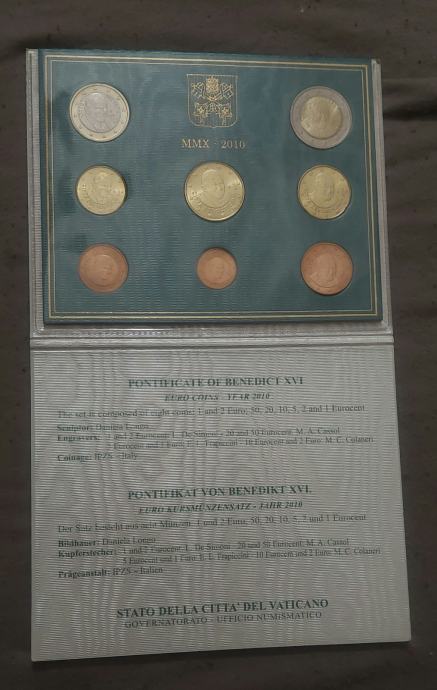 MMX - 2010
PONTIFICATE OF BENEDICT XVI
EURO COINS - YEAR 2010
The set is composed of eight coins: 1 and 2 Euro; 50, 20, 10, 5, 2 and 1 Eurocent
Sculptor: Daniela Longo
Engravers: 1 and 2 Eurocent: L. De Simoni - 20 and 50 Eurocent: M. A. Cassol
5 Eurocent and 1 Euro: E. L. Frapiccini - 10 Eurocent and 2 Euro: M. C. Colaneri
Coinage: IPZS - Italy
PONTIFIKAT VON BENEDIKT XVI.
EURO KURSMÜNZENSATZ - JAHR 2010
Der Satz besteht aus acht Münzen: 1 und 2 Euro, 50, 20, 10, 5, 2 und 1 Eurocent
Bildhauer: Daniela Longo
Kupferstecher: 1 und 2 Eurocent: L. De Simoni - 20 und 50 Eurocent: M. A. Cassol
5 Eurocent und 1 Euro: E. L. Frapiccini - 10 Eurocent und 2 Euro: M. C. Colaneri
Prägeanstalt: IPZS - Italien
STATO DELLA CITTA' DEL VATICANO
GOVERNATORATO - UFFICIO NUMISMATICO